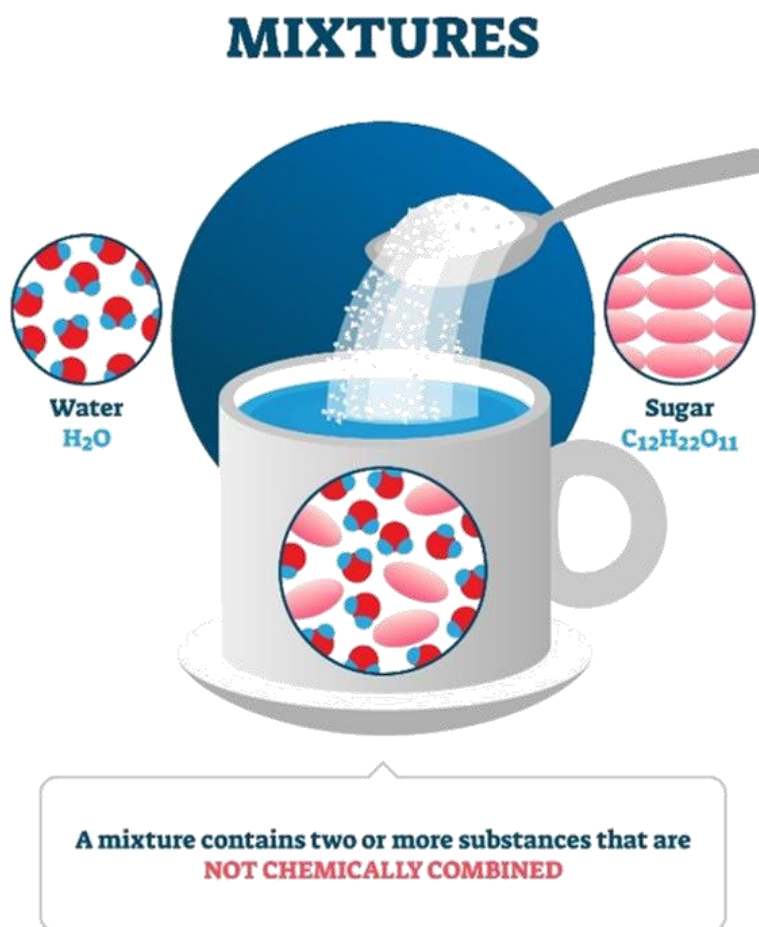 MIXTURES
Water
H₂O
Sugar
C₁₂H₂₂O₁₁
A mixture contains two or more substances that are
NOT CHEMICALLY COMBINED